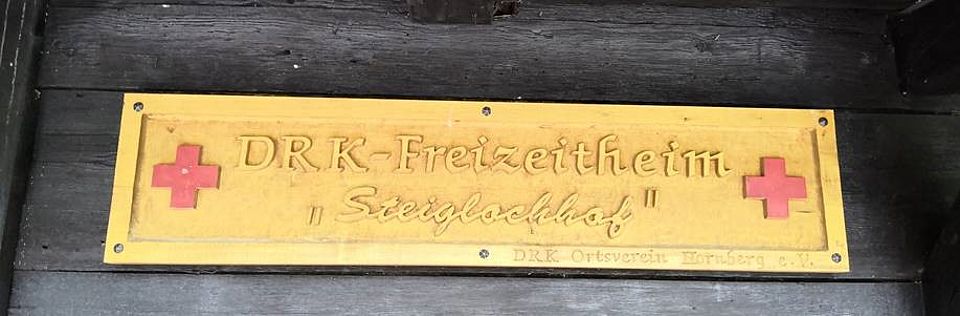 DRK-Freizeitheim
"Steiglochhof"
DRK Ortsverein Hornberg e.V.